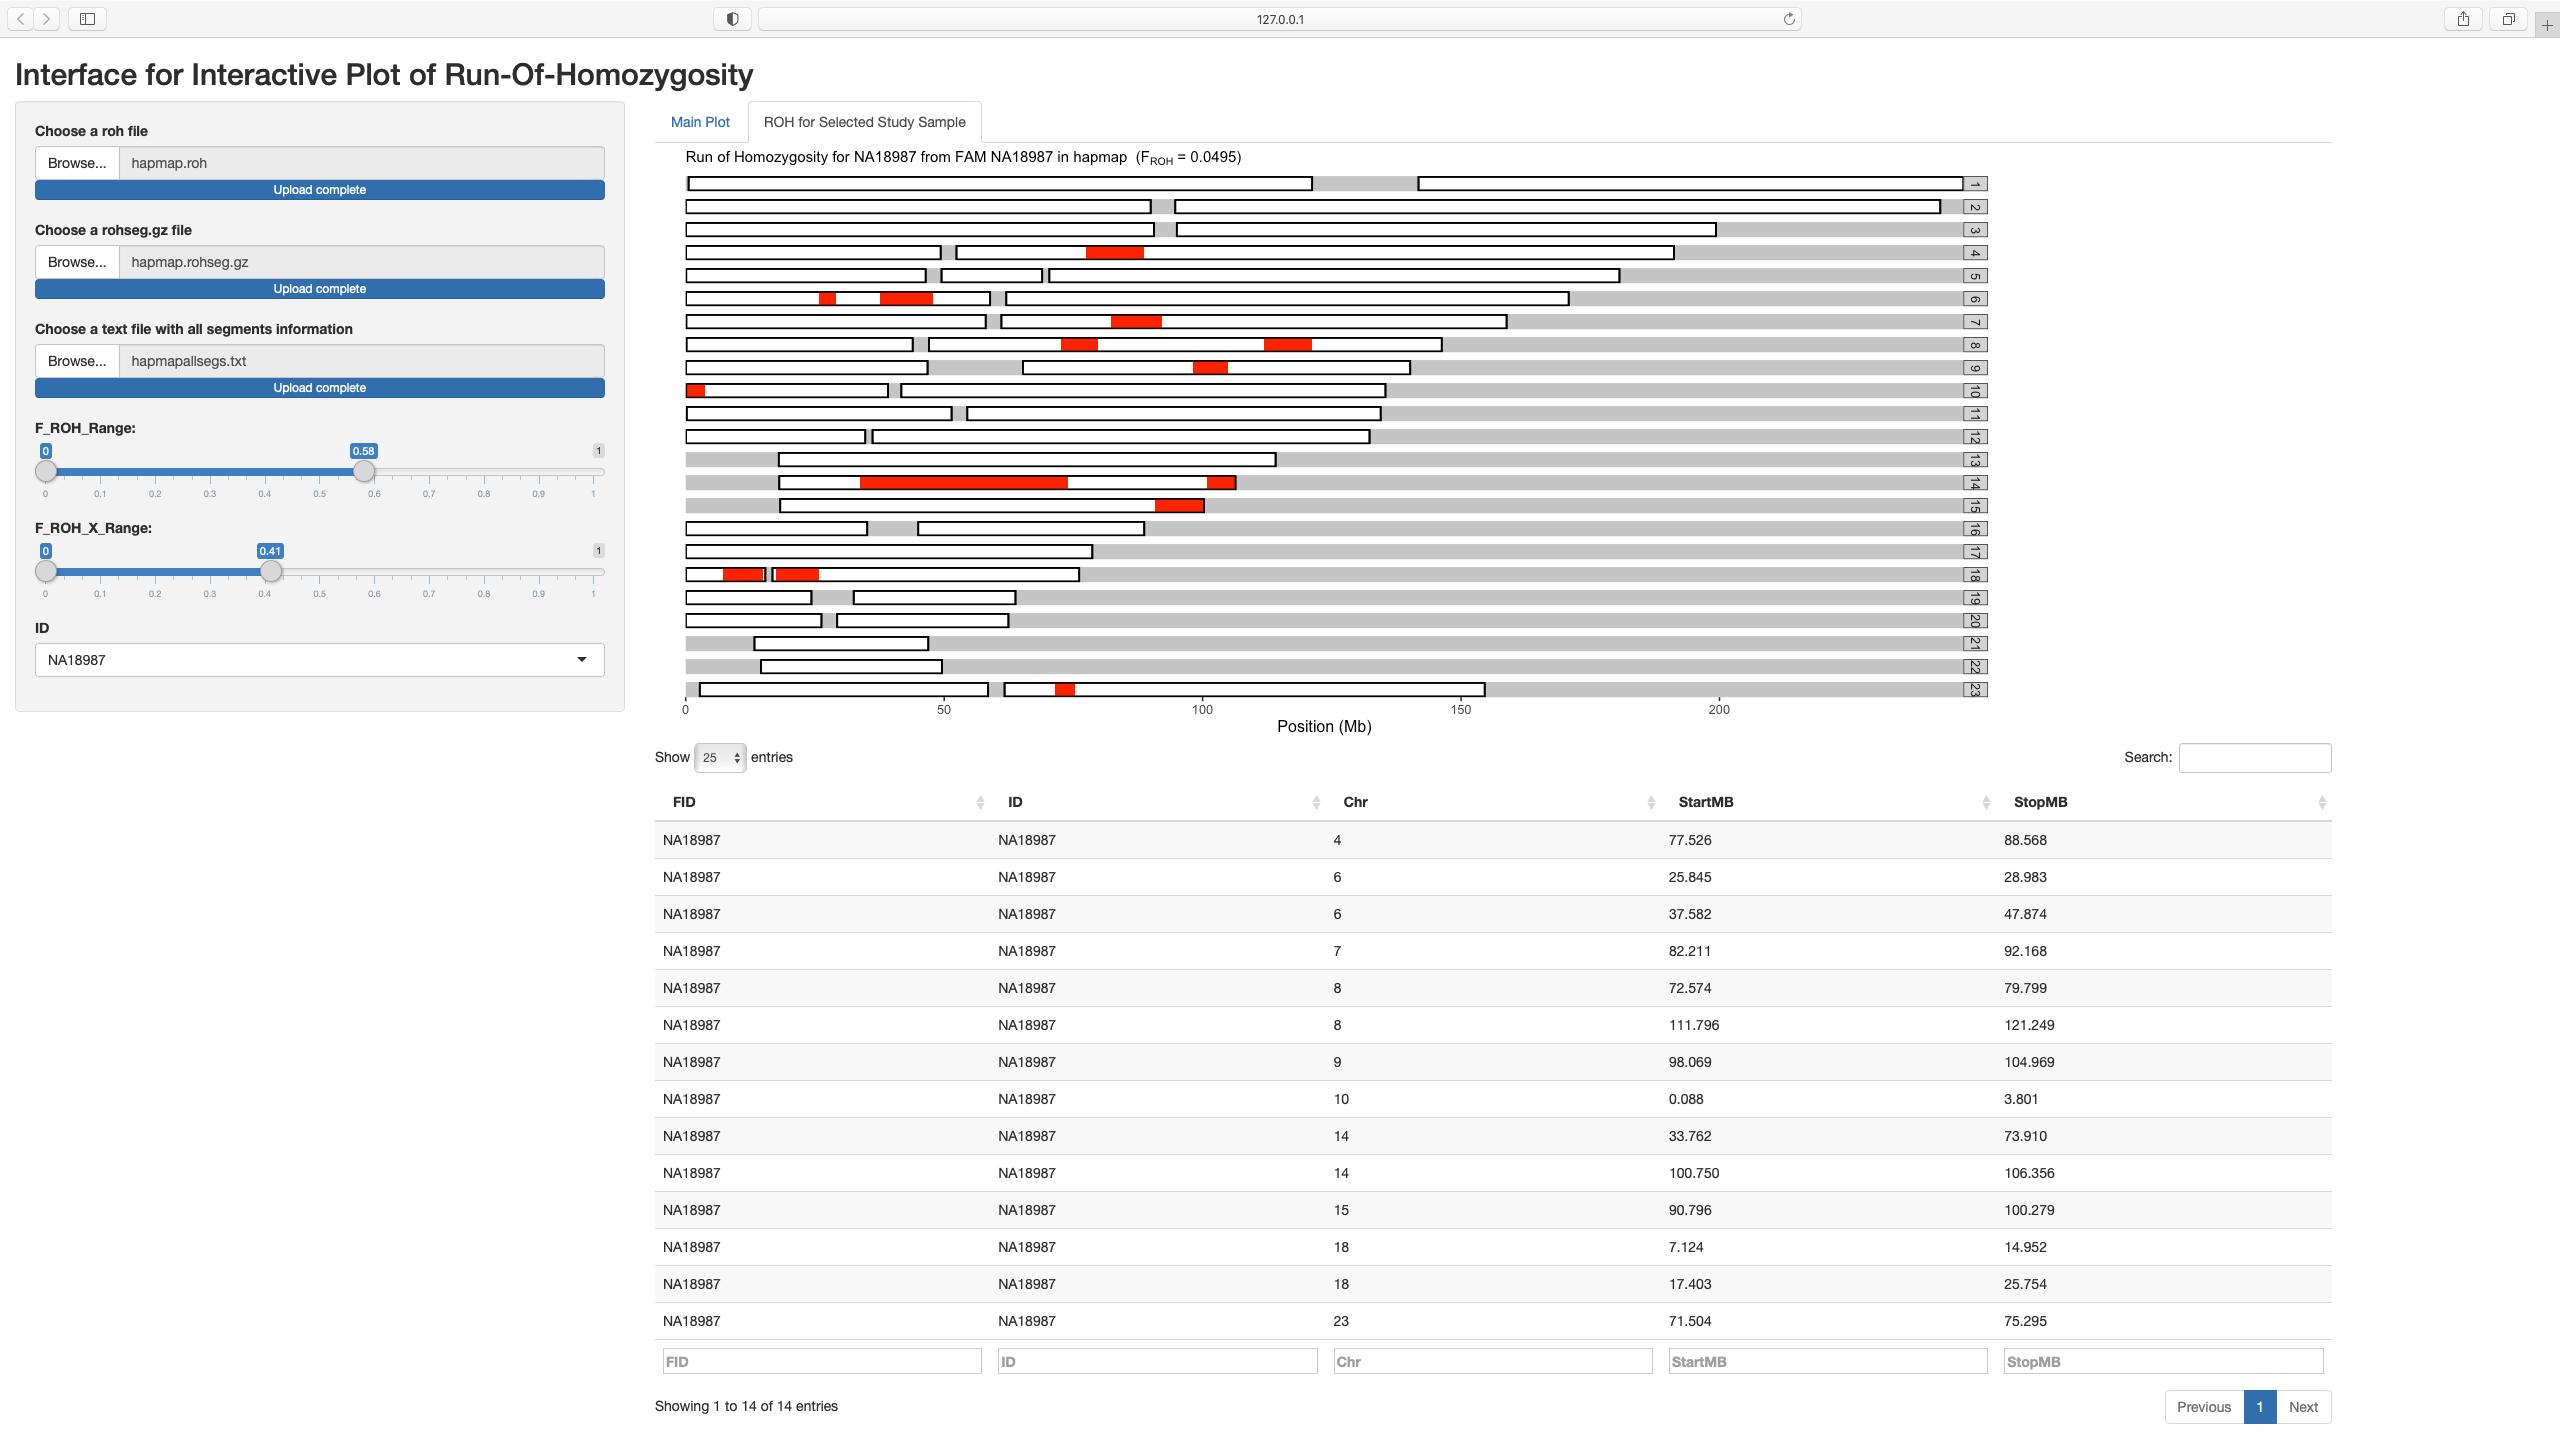 127.0.0.1
Interface for Interactive Plot of Run-Of-Homozygosity
Choose a roh file
Browse... hapmap.roh
Upload complete
Choose a rohseg.gz file
Browse... hapmap.rohseg.gz
Upload complete
Choose a text file with all segments information
Browse... hapmapallsegs.txt
Upload complete
F_ROH_Range:
0 0.58 1
0 0.1 0.2 0.3 0.4 0.5 0.6 0.7 0.8 0.9 1
F_ROH_X_Range:
0 0.41 1
0 0.1 0.2 0.3 0.4 0.5 0.6 0.7 0.8 0.9 1
ID
NA18987
Main Plot ROH for Selected Study Sample
Run of Homozygosity for NA18987 from FAM NA18987 in hapmap (FROH = 0.0495)
1
2
3
4
5
6
7
8
9
10
11
12
13
14
15
16
17
18
19
20
21
22
23
0 50 100 150 200
Position (Mb)
Show 25 entries Search:
FID ID Chr StartMB StopMB
NA18987 NA18987 4 77.526 88.568
NA18987 NA18987 6 25.845 28.983
NA18987 NA18987 6 37.582 47.874
NA18987 NA18987 7 82.211 92.168
NA18987 NA18987 8 72.574 79.799
NA18987 NA18987 8 111.796 121.249
NA18987 NA18987 9 98.069 104.969
NA18987 NA18987 10 0.088 3.801
NA18987 NA18987 14 33.762 73.910
NA18987 NA18987 14 100.750 106.356
NA18987 NA18987 15 90.796 100.279
NA18987 NA18987 18 7.124 14.952
NA18987 NA18987 18 17.403 25.754
NA18987 NA18987 23 71.504 75.295
FID ID Chr StartMB StopMB
Showing 1 to 14 of 14 entries Previous 1 Next